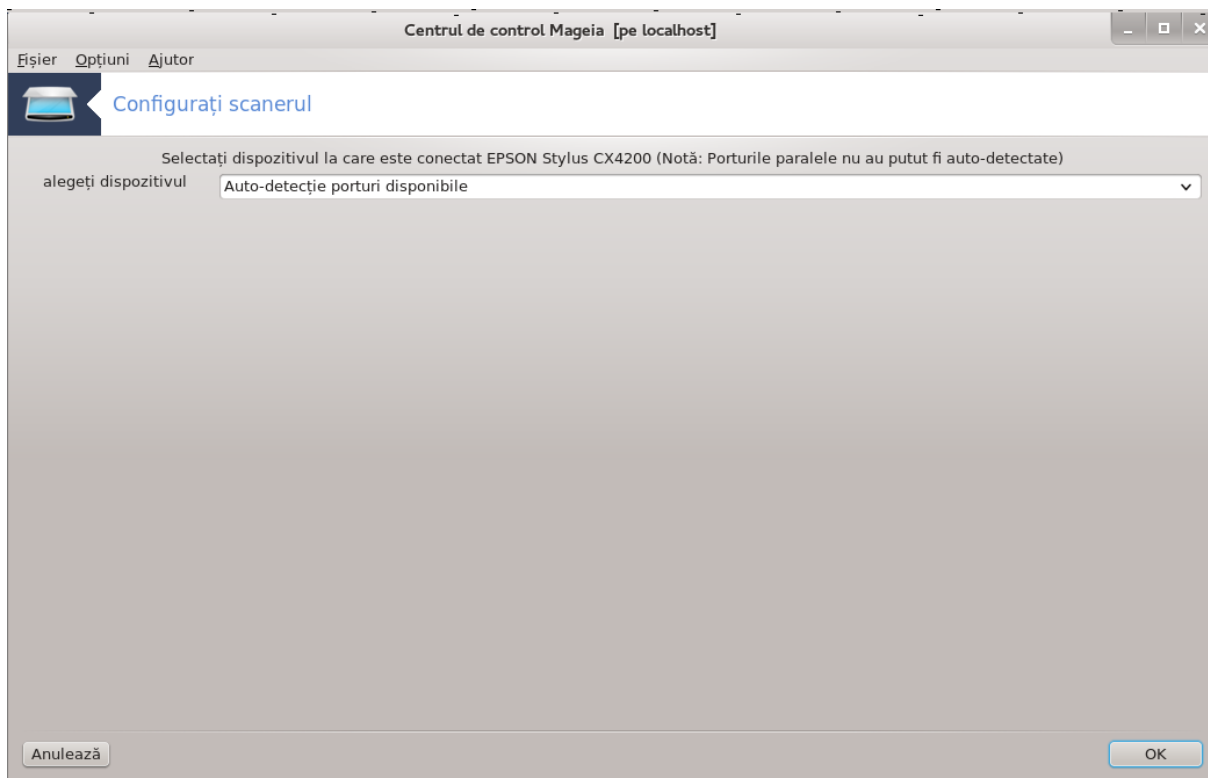 Centrul de control Mageia [pe localhost]
Fișier Opțiuni Ajutor
Configurați scanerul
Selectați dispozitivul la care este conectat EPSON Stylus CX4200 (Notă: Porturile paralele nu au putut fi auto-detectate)
alegeți dispozitivul Auto-detecție porturi disponibile
Anulează OK